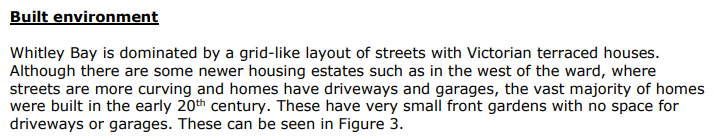 Built environment
Whitley Bay is dominated by a grid-like layout of streets with Victorian terraced houses.
Although there are some newer housing estates such as in the west of the ward, where
streets are more curving and homes have driveways and garages, the vast majority of homes
were built in the early 20th century. These have very small front gardens with no space for
driveways or garages. These can be seen in Figure 3.